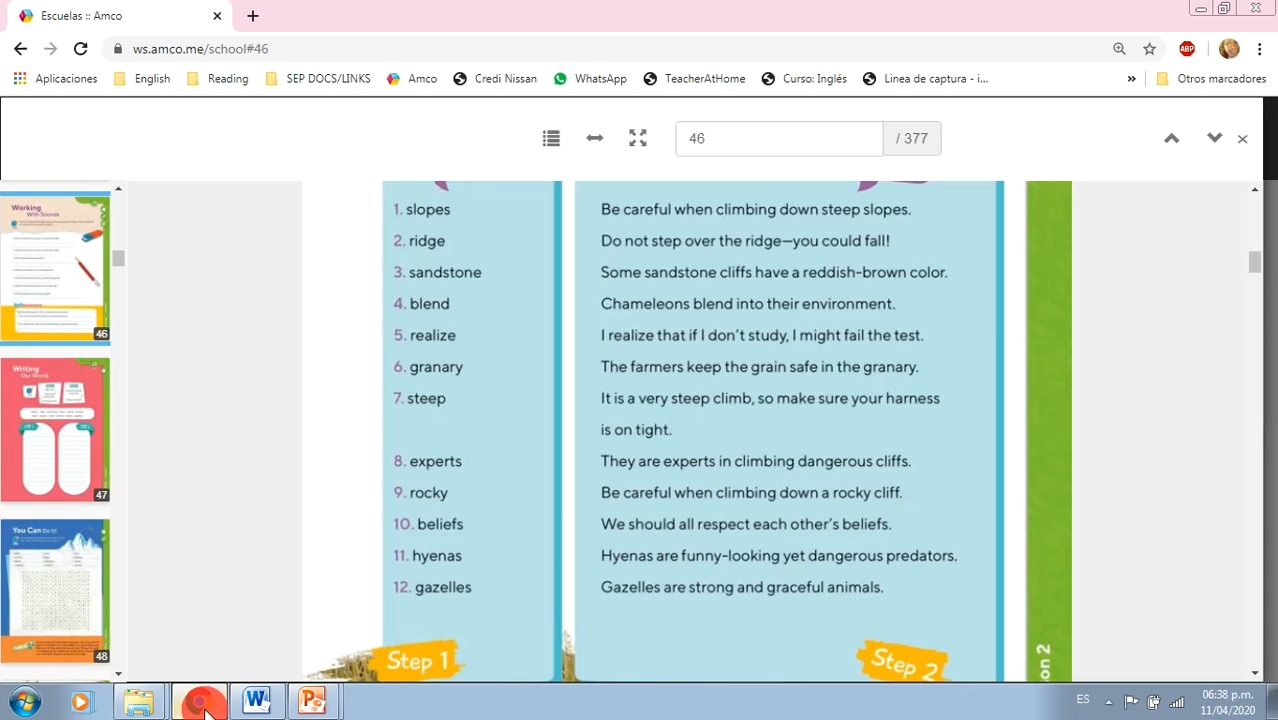 Escuelas :: Amco
ws.amco.me/school#46
ABP
Aplicaciones English Reading SEP DOCS/LINKS Amco Credi Nissan WhatsApp TeacherAtHome Curso: Inglés Linea de captura - i... » Otros marcadores
46 / 377
Working
With Sounds
46
Writing
Our Words
47
You Can Do It!
48
1. slopes Be careful when climbing down steep slopes.
2. ridge Do not step over the ridge—you could fall!
3. sandstone Some sandstone cliffs have a reddish-brown color.
4. blend Chameleons blend into their environment.
5. realize I realize that if I don't study, I might fail the test.
6. granary The farmers keep the grain safe in the granary.
7. steep It is a very steep climb, so make sure your harness
is on tight.
8. experts They are experts in climbing dangerous cliffs.
9. rocky Be careful when climbing down a rocky cliff.
10. beliefs We should all respect each other's beliefs.
11. hyenas Hyenas are funny-looking yet dangerous predators.
12. gazelles Gazelles are strong and graceful animals.
Step 1 Step 2
on 2
ES 06:38 p.m.
11/04/2020